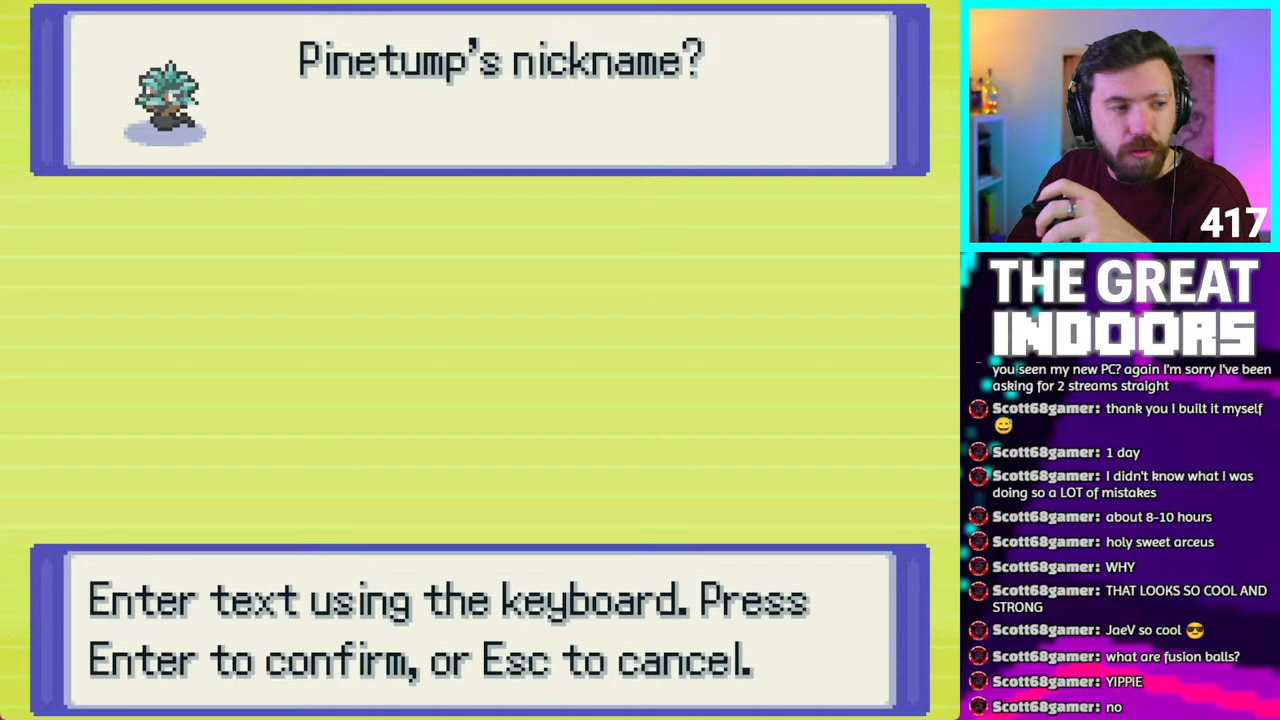 Pinetump's nickname?
Enter text using the keyboard. Press
Enter to confirm, or Esc to cancel.
417
THE GREAT
INDOORS
you seen my new PC? again I'm sorry I've been
asking for 2 streams straight
Scott68gamer: thank you I built it myself
😅
Scott68gamer: 1 day
Scott68gamer: I didn't know what I was
doing so a LOT of mistakes
Scott68gamer: about 8-10 hours
Scott68gamer: holy sweet arceus
Scott68gamer: WHY
Scott68gamer: THAT LOOKS SO COOL AND
STRONG
Scott68gamer: JaeV so cool 😎
Scott68gamer: what are fusion balls?
Scott68gamer: YIPPIE
Scott68gamer: no